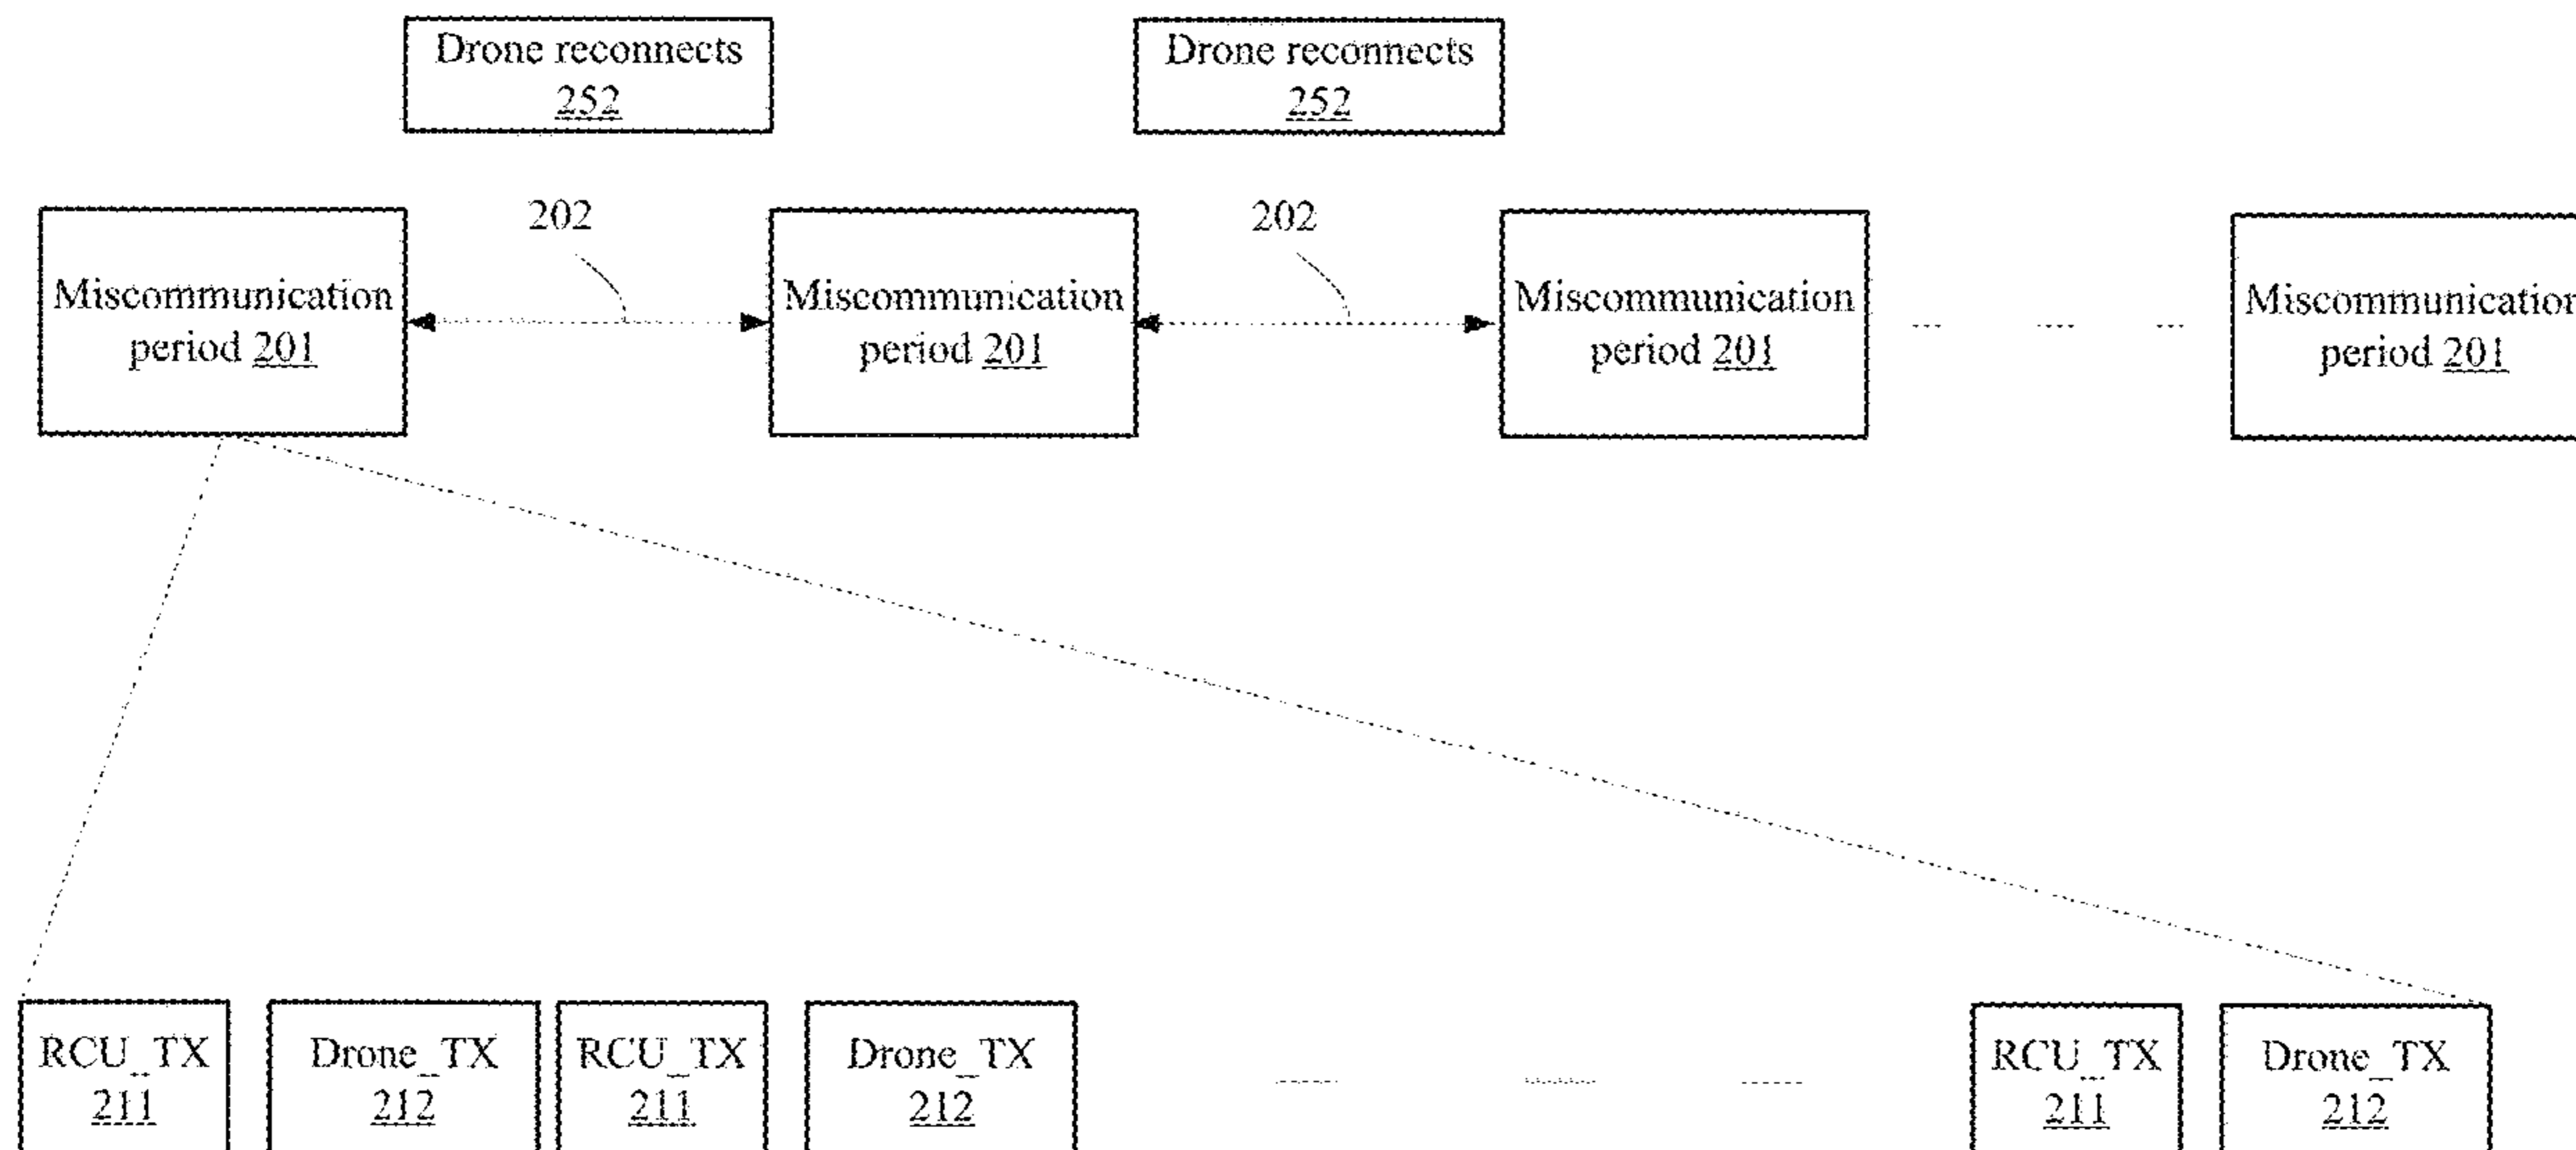 Drone reconnects
252
Drone reconnects
252
202
202
Miscommunication
period 201
Miscommunication
period 201
Miscommunication
period 201
Miscommunication
period 201
RCU_TX
211
Drone_TX
212
RCU_TX
211
Drone_TX
212
RCU_TX
211
Drone_TX
212